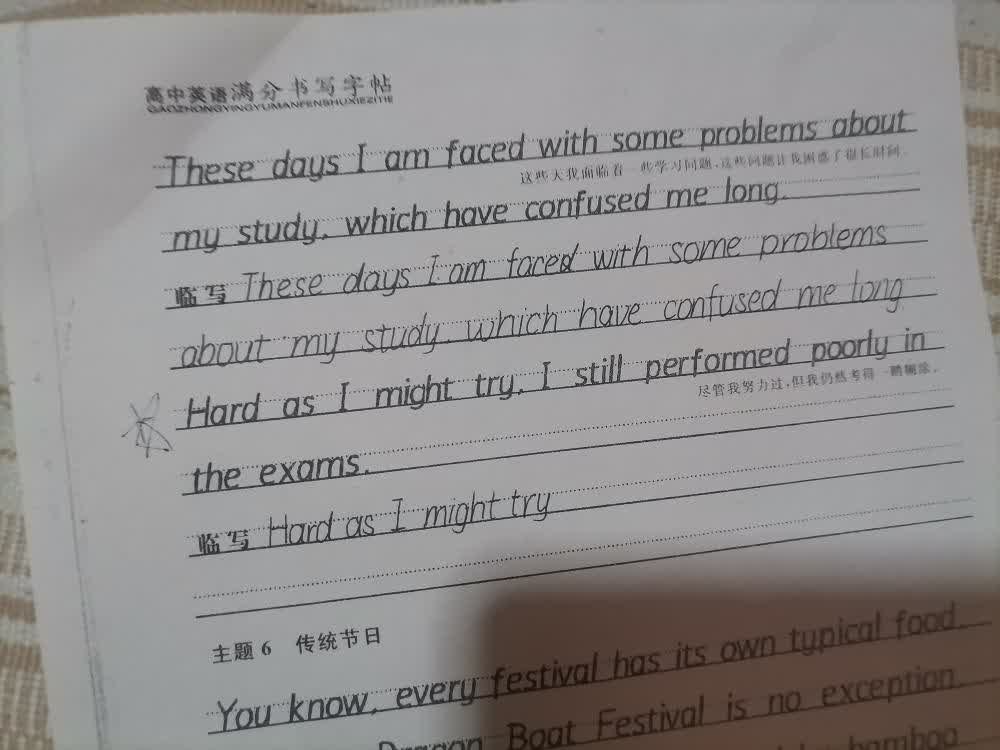 高中英语满分书写字帖
GAOZHONGYINGYUMANFENSHUXIEZITIE
These days I am faced with some problems about
这些天我面临着一些学习问题,这些问题让我困惑了很长时间.
my study, which have confused me long.
临写 These days I am faced with some problems
about my study. which have confused me long
Hard as I might try, I still performed poorly in
尽管我努力过,但我仍然考得一塌糊涂.
the exams.
临写 Hard as I might try
主题6 传统节日
You know, every festival has its own typical food.
Dragon Boat Festival is no exception.
bamboo